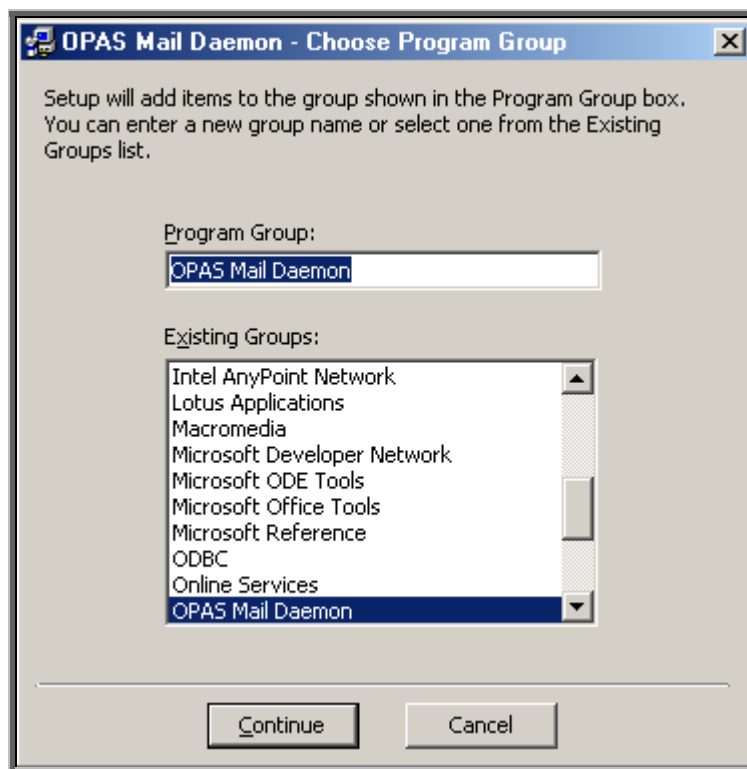 OPAS Mail Daemon - Choose Program Group
Setup will add items to the group shown in the Program Group box.
You can enter a new group name or select one from the Existing
Groups list.
Program Group:
OPAS Mail Daemon
Existing Groups:
Intel AnyPoint Network
Lotus Applications
Macromedia
Microsoft Developer Network
Microsoft ODE Tools
Microsoft Office Tools
Microsoft Reference
ODBC
Online Services
OPAS Mail Daemon
Continue Cancel